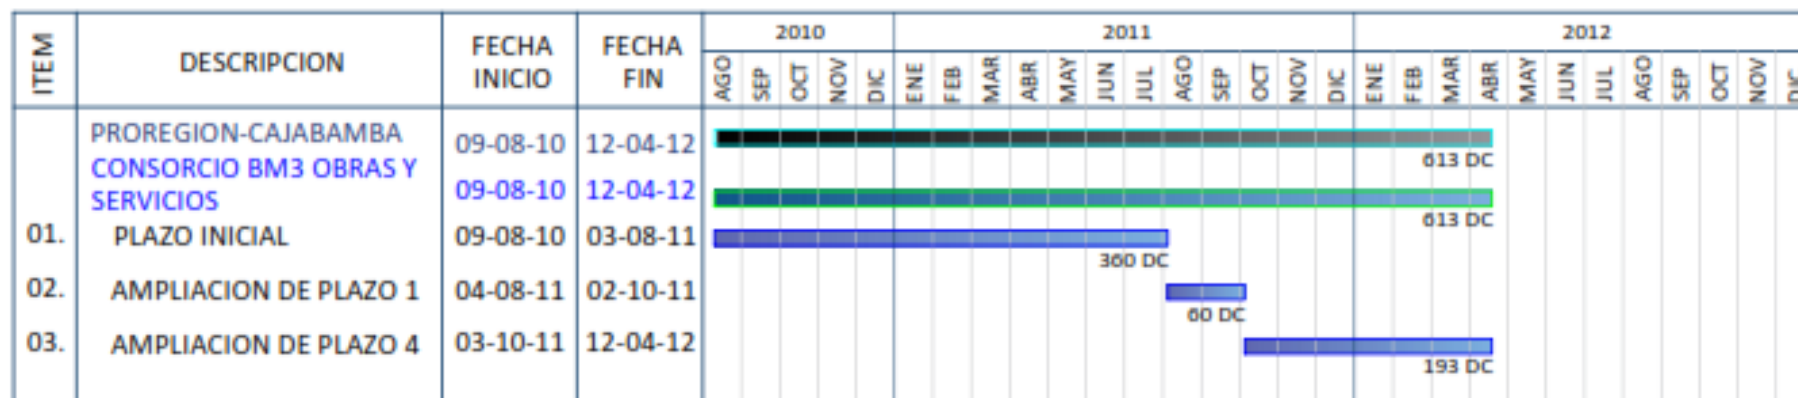 ITEM DESCRIPCION FECHA INICIO FECHA FIN
2010 2011 2012
AGO SEP OCT NOV DIC ENE FEB MAR ABR MAY JUN JUL AGO SEP OCT NOV DIC ENE FEB MAR ABR MAY JUN JUL AGO SEP OCT NOV DIC
PROREGION-CAJABAMBA 09-08-10 12-04-12
613 DC
CONSORCIO BM3 OBRAS Y
SERVICIOS 09-08-10 12-04-12
613 DC
01. PLAZO INICIAL 09-08-10 03-08-11
360 DC
02. AMPLIACION DE PLAZO 1 04-08-11 02-10-11
60 DC
03. AMPLIACION DE PLAZO 4 03-10-11 12-04-12
193 DC